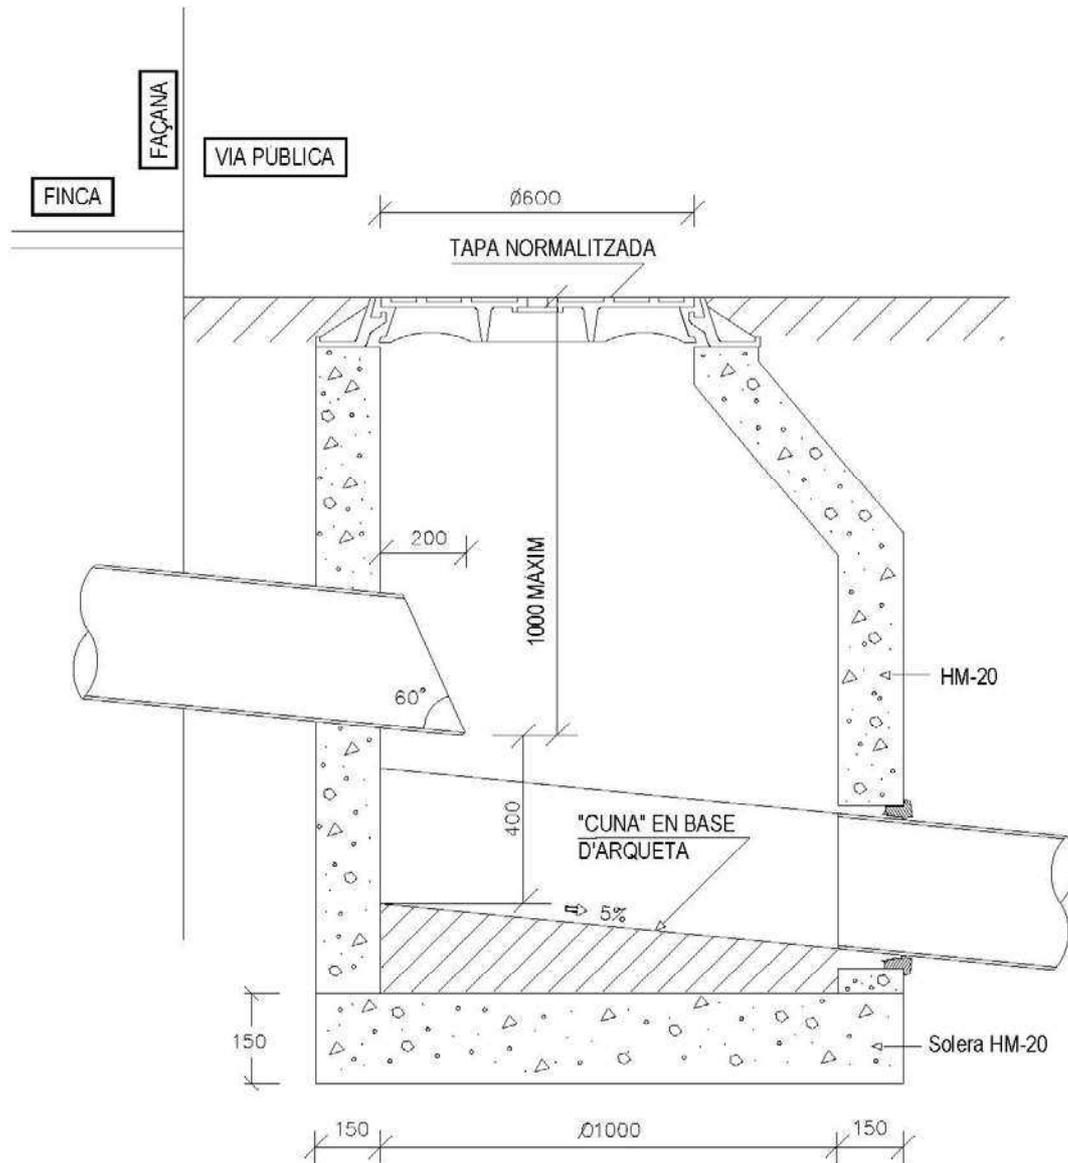 FAÇANA
VIA PÚBLICA
FINCA
Ø600
TAPA NORMALITZADA
200
1000 MAXIM
60°
HM-20
400
"CUNA" EN BASE
D'ARQUETA
5%
150
Solera HM-20
150
Ø1000
150